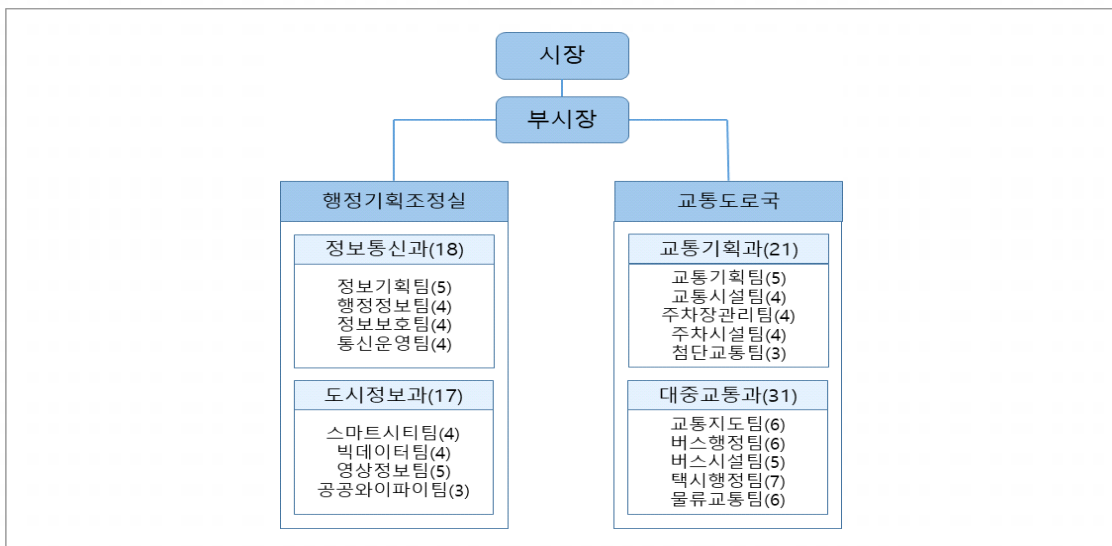 시장
부시장
행정기획조정실
정보통신과(18)
정보기획팀(5)
행정정보팀(4)
정보보호팀(4)
통신운영팀(4)
도시정보과(17)
스마트시티팀(4)
빅데이터팀(4)
영상정보팀(5)
공공와이파이팀(3)
교통도로국
교통기획과(21)
교통기획팀(5)
교통시설팀(4)
주차장관리팀(4)
주차시설팀(4)
첨단교통팀(3)
대중교통과(31)
교통지도팀(6)
버스행정팀(6)
버스시설팀(5)
택시행정팀(7)
물류교통팀(6)